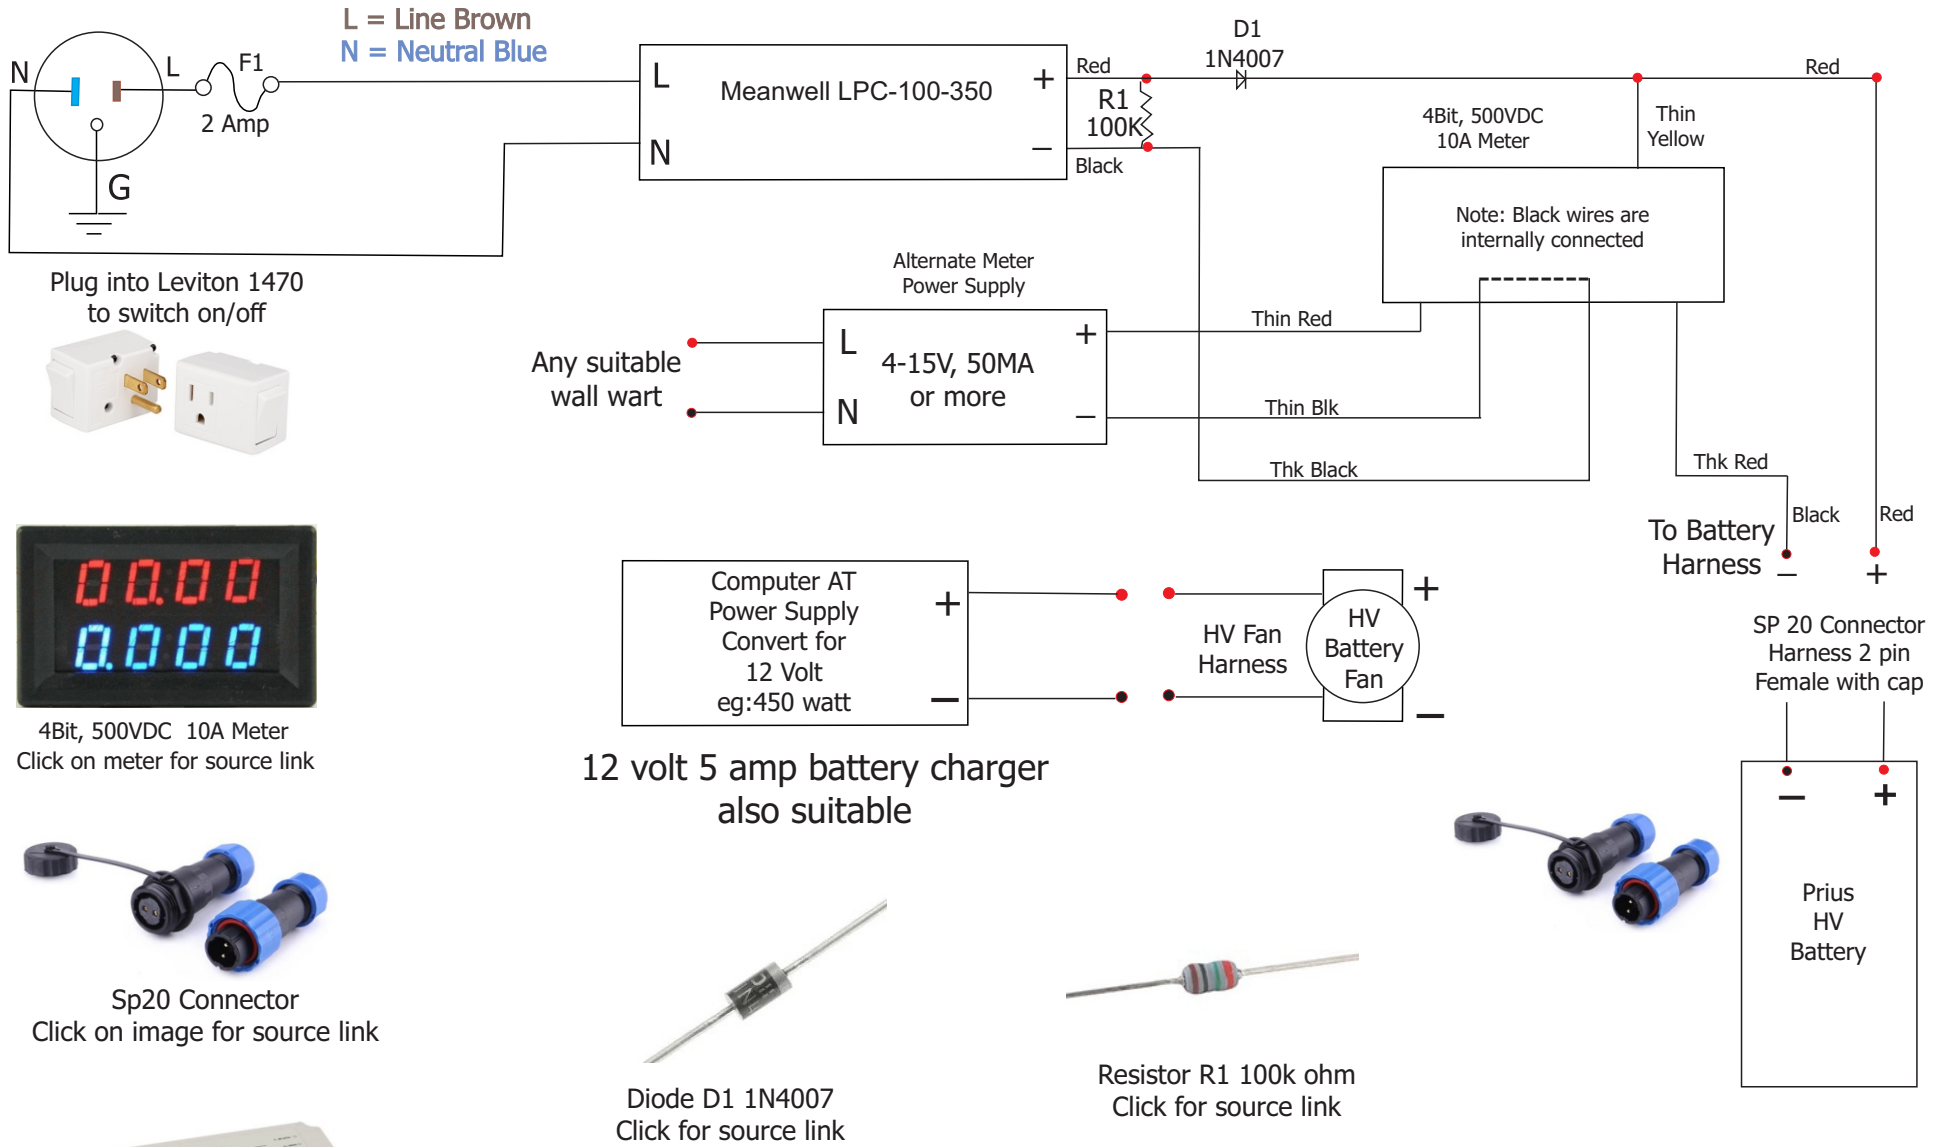 L = Line Brown
N = Neutral Blue
N
L
F1
2 Amp
G
L
N
Meanwell LPC-100-350
+
−
Red
Black
R1
100K
D1
1N4007
Red
4Bit, 500VDC
10A Meter
Thin
Yellow
Note: Black wires are
internally connected
Plug into Leviton 1470
to switch on/off
Alternate Meter
Power Supply
Any suitable
wall wart
L
N
4-15V, 50MA
or more
+
−
Thin Red
Thin Blk
Thk Black
Thk Red
Black
Red
To Battery
Harness
−
+
00.00
0.000
4Bit, 500VDC 10A Meter
Click on meter for source link
Computer AT
Power Supply
Convert for
12 Volt
eg:450 watt
+
−
HV Fan
Harness
HV
Battery
Fan
+
−
12 volt 5 amp battery charger
also suitable
SP 20 Connector
Harness 2 pin
Female with cap
−
+
Prius
HV
Battery
Sp20 Connector
Click on image for source link
Diode D1 1N4007
Click for source link
Resistor R1 100k ohm
Click for source link